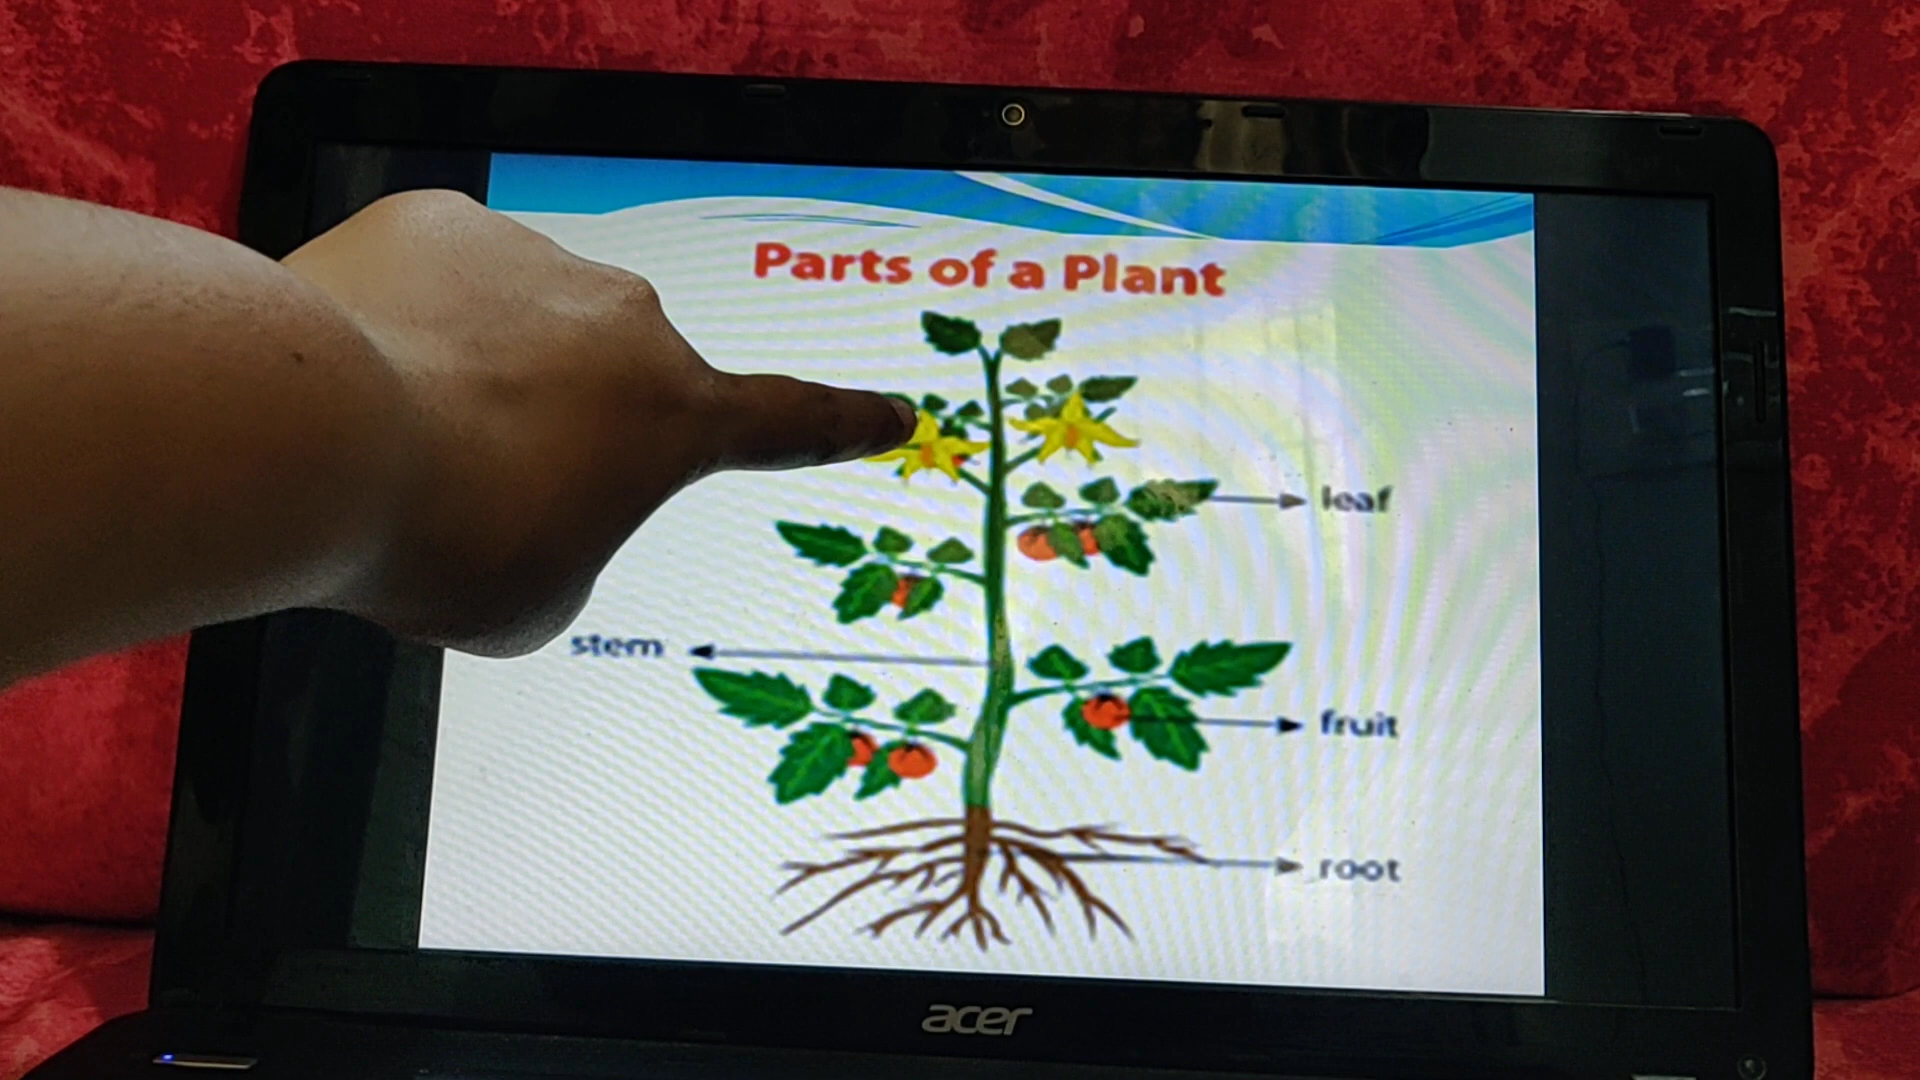 Parts of a Plant
leaf
stem
fruit
root
acer